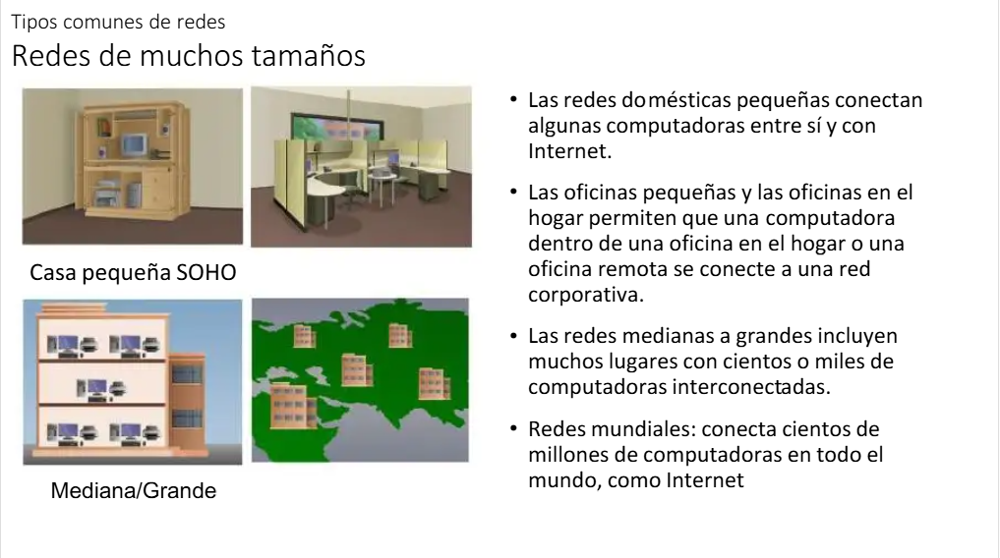 Tipos comunes de redes
Redes de muchos tamaños
Casa pequeña SOHO
Mediana/Grande
• Las redes domésticas pequeñas conectan
algunas computadoras entre sí y con
Internet.
• Las oficinas pequeñas y las oficinas en el
hogar permiten que una computadora
dentro de una oficina en el hogar o una
oficina remota se conecte a una red
corporativa.
• Las redes medianas a grandes incluyen
muchos lugares con cientos o miles de
computadoras interconectadas.
• Redes mundiales: conecta cientos de
millones de computadoras en todo el
mundo, como Internet